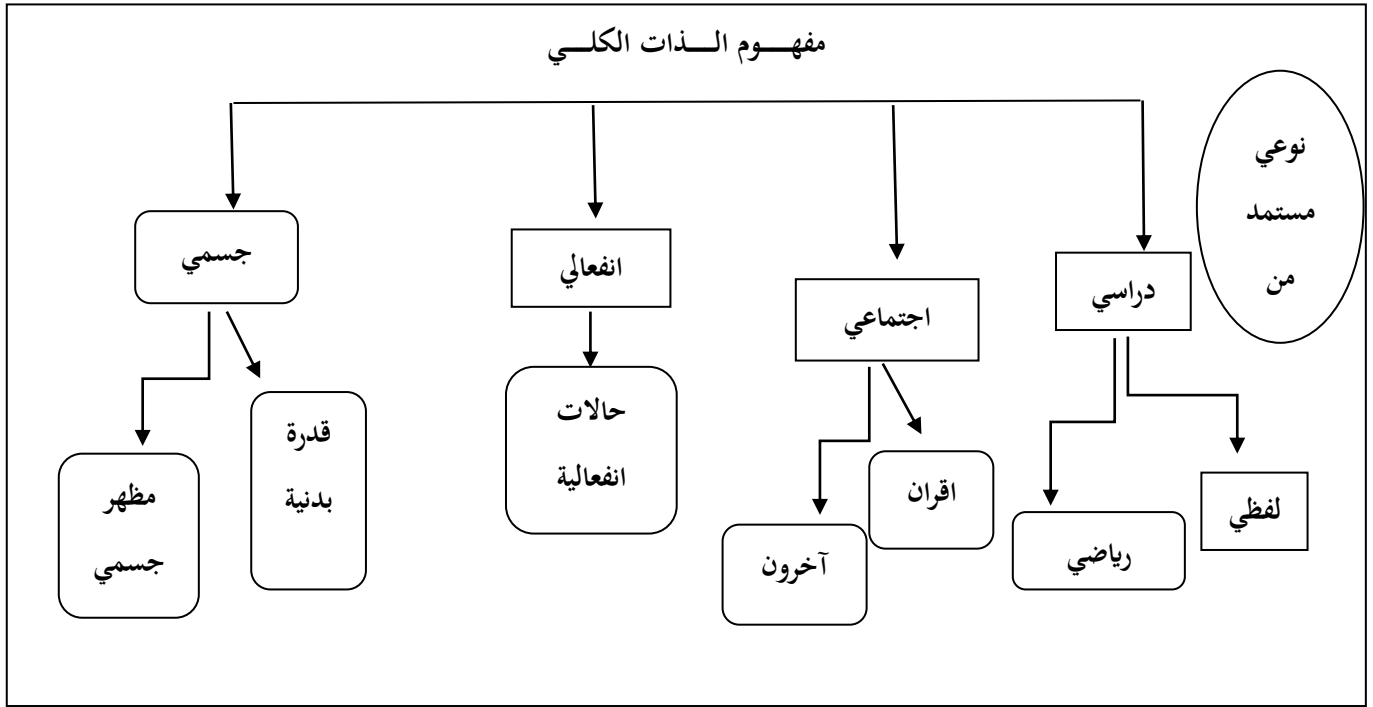 مفهـــوم الـــذات الكلـــي
نوعي
مستمد
من
دراسي
اجتماعي
انفعالي
جسمي
لفظي
رياضي
اقران
آخرون
حالات
انفعالية
قدرة
بدنية
مظهر
جسمي